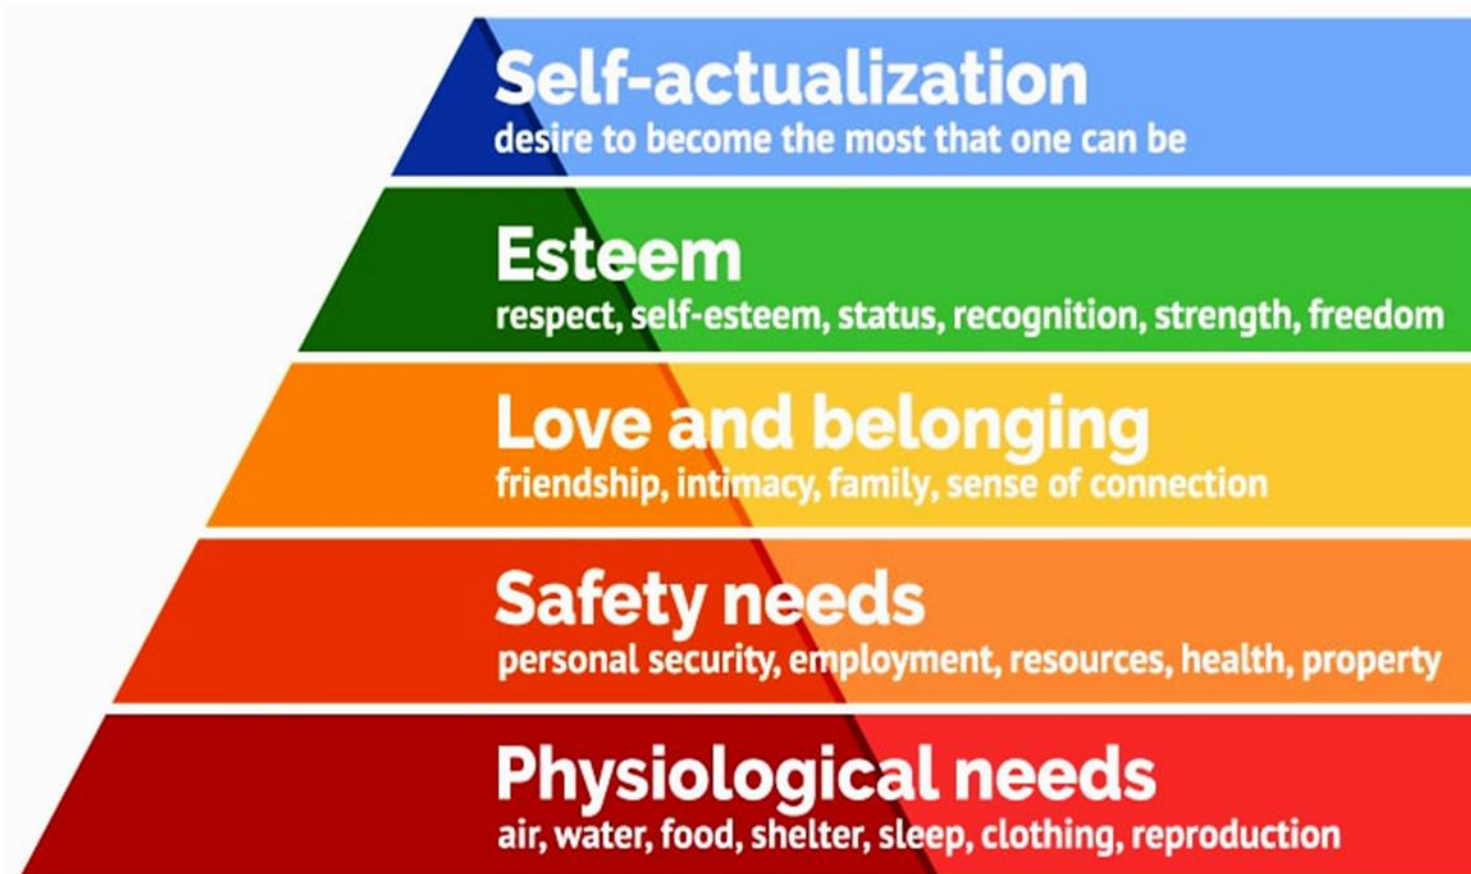 Self-actualization
desire to become the most that one can be
Esteem
respect, self-esteem, status, recognition, strength, freedom
Love and belonging
friendship, intimacy, family, sense of connection
Safety needs
personal security, employment, resources, health, property
Physiological needs
air, water, food, shelter, sleep, clothing, reproduction